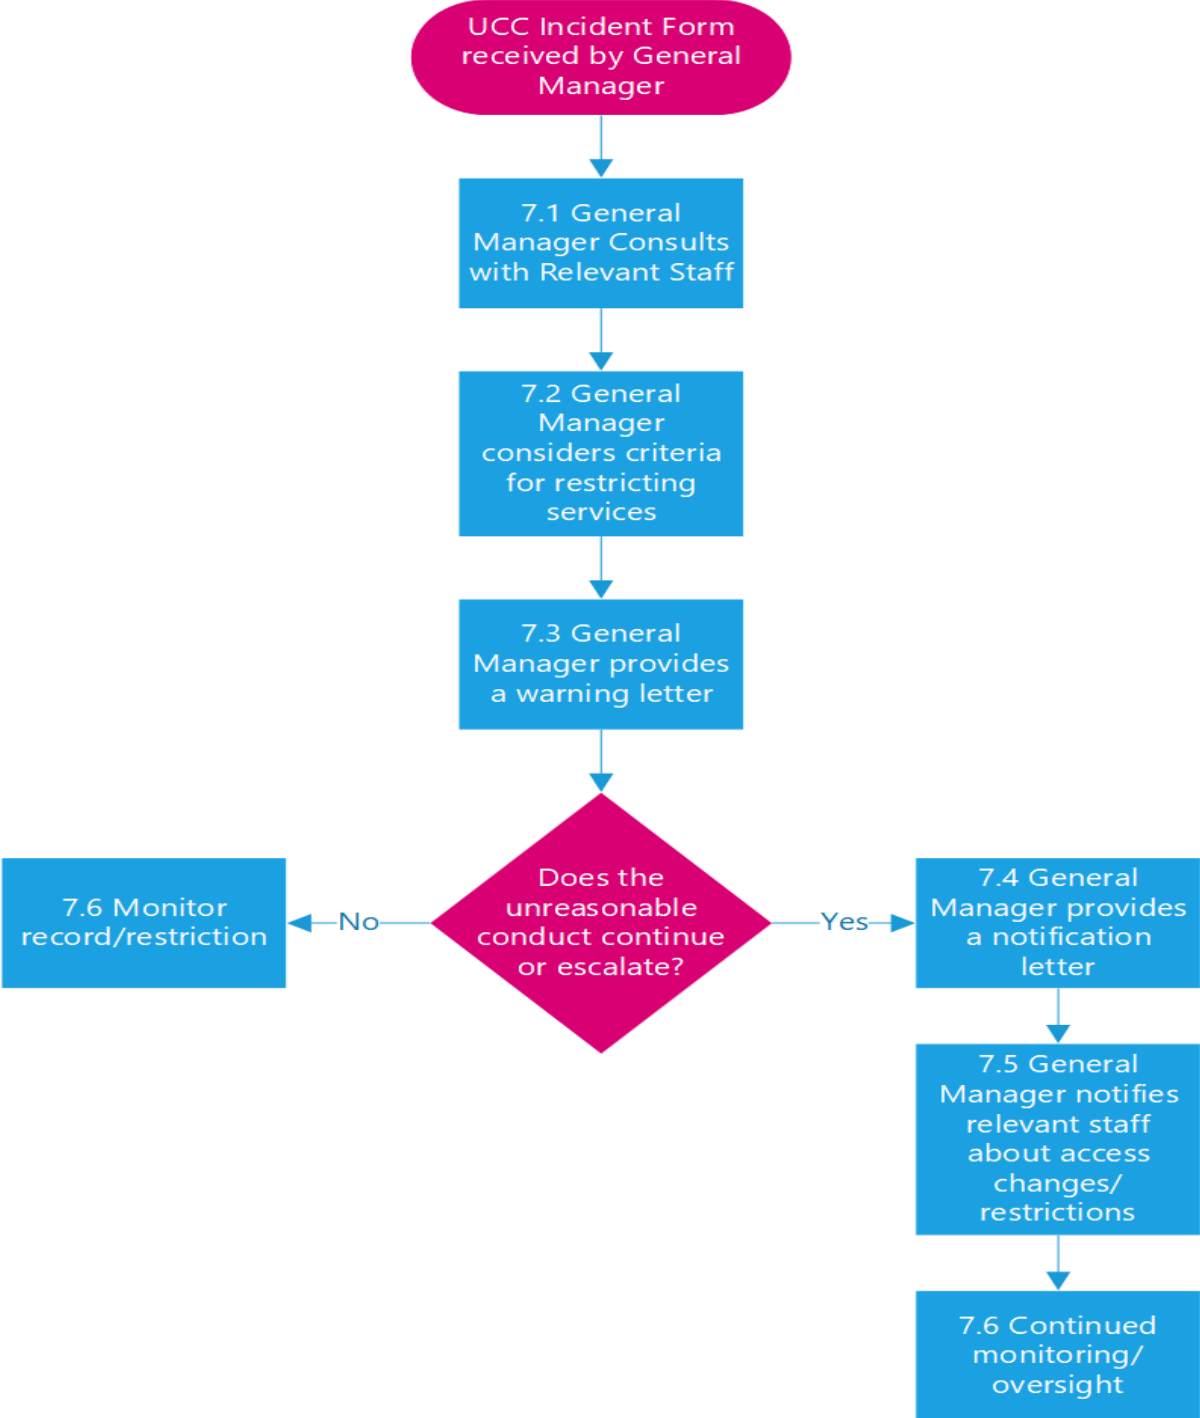 UCC Incident Form
received by General
Manager
7.1 General
Manager Consults
with Relevant Staff
7.2 General
Manager
considers criteria
for restricting
services
7.3 General
Manager provides
a warning letter
Does the
unreasonable
conduct continue
or escalate?
No
7.6 Monitor
record/restriction
Yes
7.4 General
Manager provides
a notification
letter
7.5 General
Manager notifies
relevant staff
about access
changes/
restrictions
7.6 Continued
monitoring/
oversight